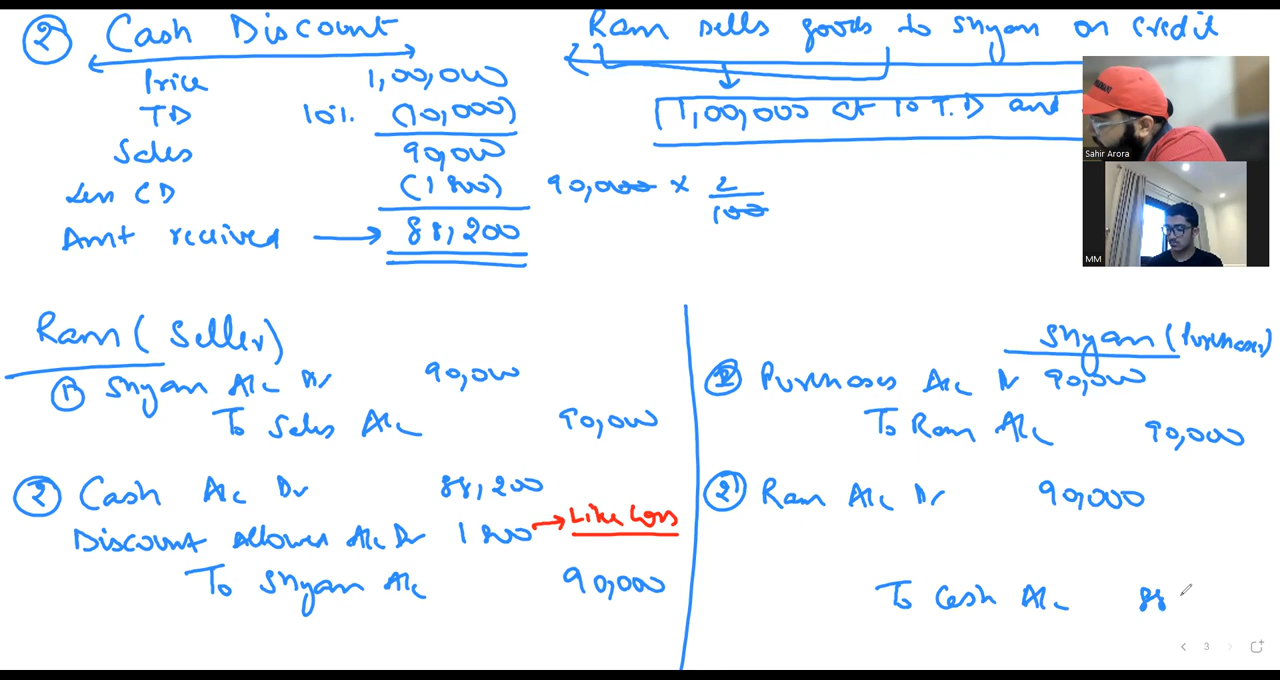 ② Cash Discount
Ram sells goods to Shyam on credit
Price 1,00,000
TD 10% (10,000)
1,00,000 at 10 T.D and
Sales 90,000
Less CD (1800) 90,000 x 2/100
Amt received → 88,200
Sahir Arora
MM
Ram (Seller)
① Shyam A/c Dr 90,000
To Sales A/c 90,000
② Cash A/c Dr 88,200
Discount Allowed A/c Dr 1800 → Like Loss
To Shyam A/c 90,000
Shyam (Purchaser)
① Purchases A/c Dr 90,000
To Ram A/c 90,000
② Ram A/c Dr 90,000
To Cash A/c 88
3